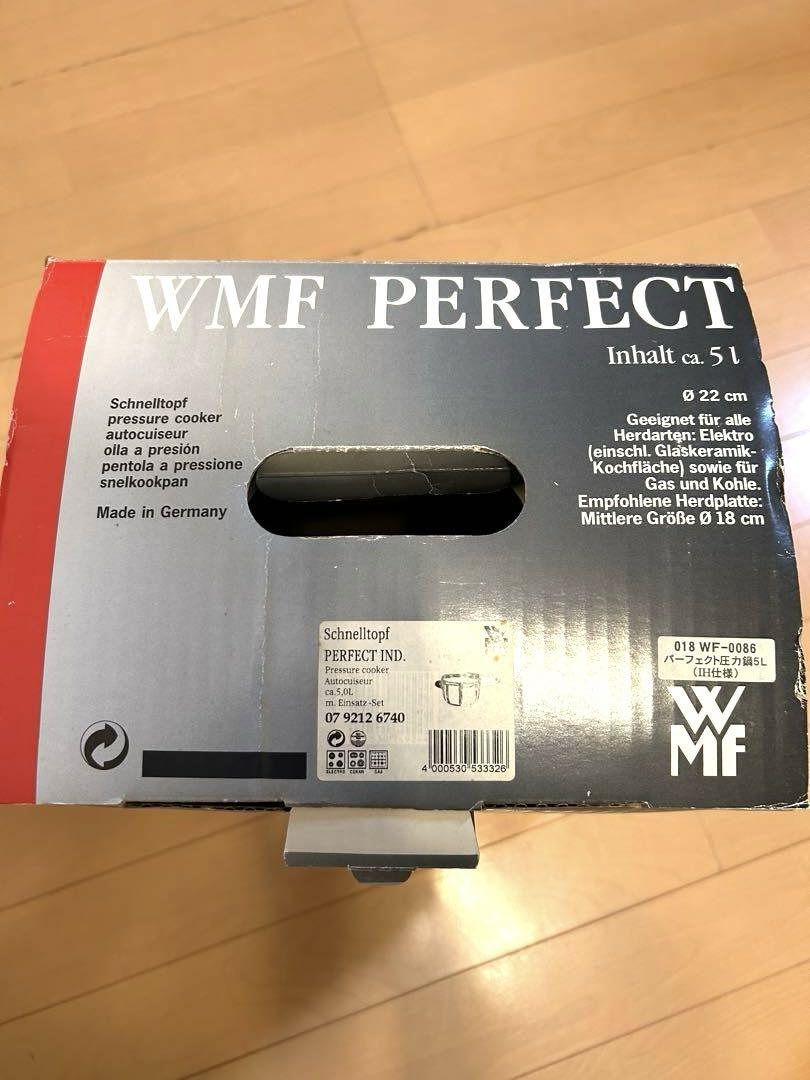 WMF PERFECT
Inhalt ca. 5 l
Ø 22 cm
Geeignet für alle
Herdarten: Elektro
(einschl. Glaskeramik-
Kochfläche) sowie für
Gas und Kohle.
Empfohlene Herdplatte:
Mittlere Größe Ø 18 cm
Schnelltopf
pressure cooker
autocuiseur
olla a presión
pentola a pressione
snelkookpan
Made in Germany
Schnelltopf
PERFECT IND.
Pressure cooker
Autocuiseur
ca.5,0L
m. Einsatz-Set
07 9212 6740
ELECTRO CERAN GAS
4 000530 533326
018 WF-0086
パーフェクト圧力鍋5L
(IH仕様)
WMF